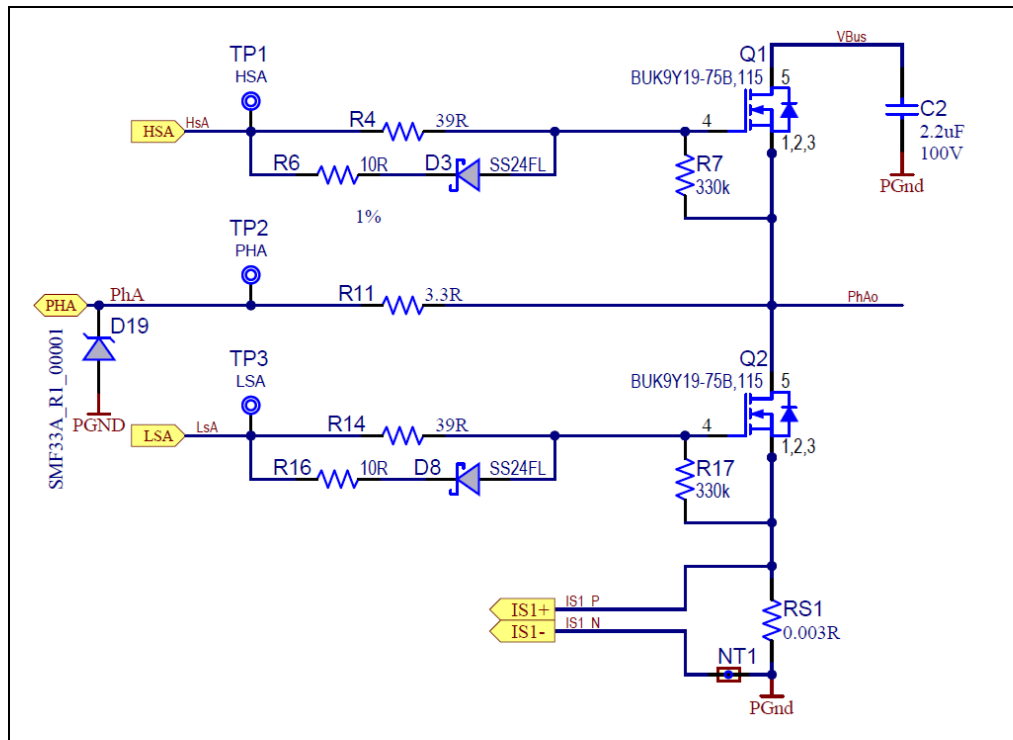 VBus
TP1
HSA
Q1
BUK9Y19-75B,115
5
HSA
HsA
R4
39R
4
C2
2.2uF
100V
R6
10R
D3
SS24FL
1,2,3
R7
330k
PGnd
1%
TP2
PHA
PHA
PhA
R11
3.3R
PhAo
D19
SMF33A_R1_00001
PGND
TP3
LSA
Q2
BUK9Y19-75B,115
5
LSA
LsA
R14
39R
4
R16
10R
D8
SS24FL
1,2,3
R17
330k
IS1+
IS1_P
IS1-
IS1_N
RS1
0.003R
NT1
PGnd